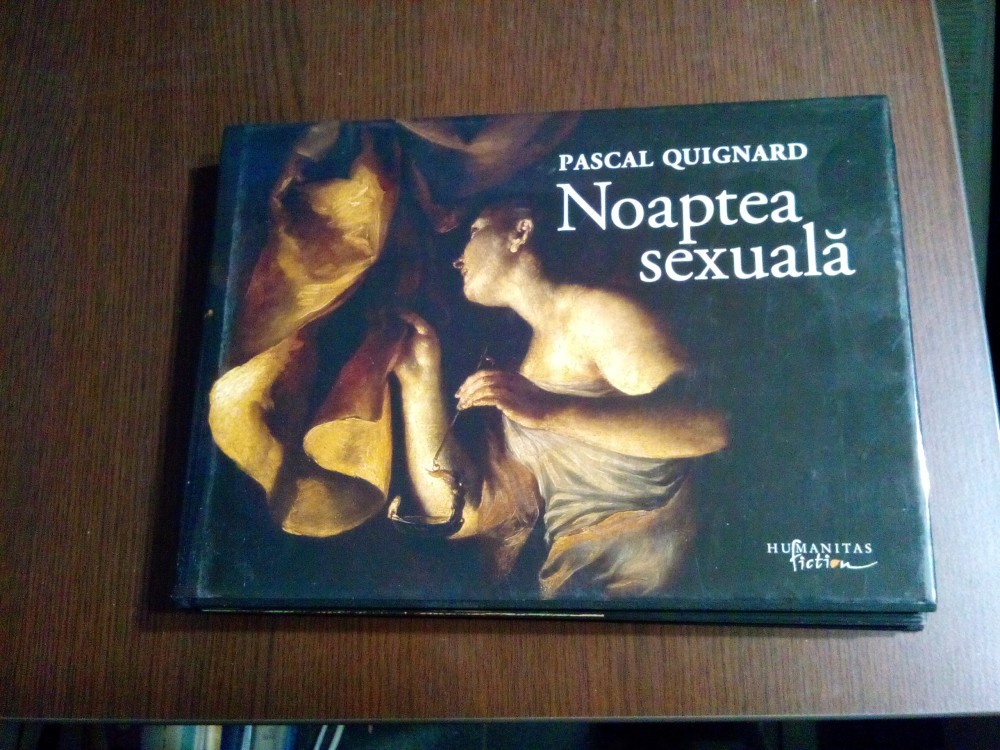 PASCAL QUIGNARD
Noaptea
sexuală
HUMANITAS
fiction